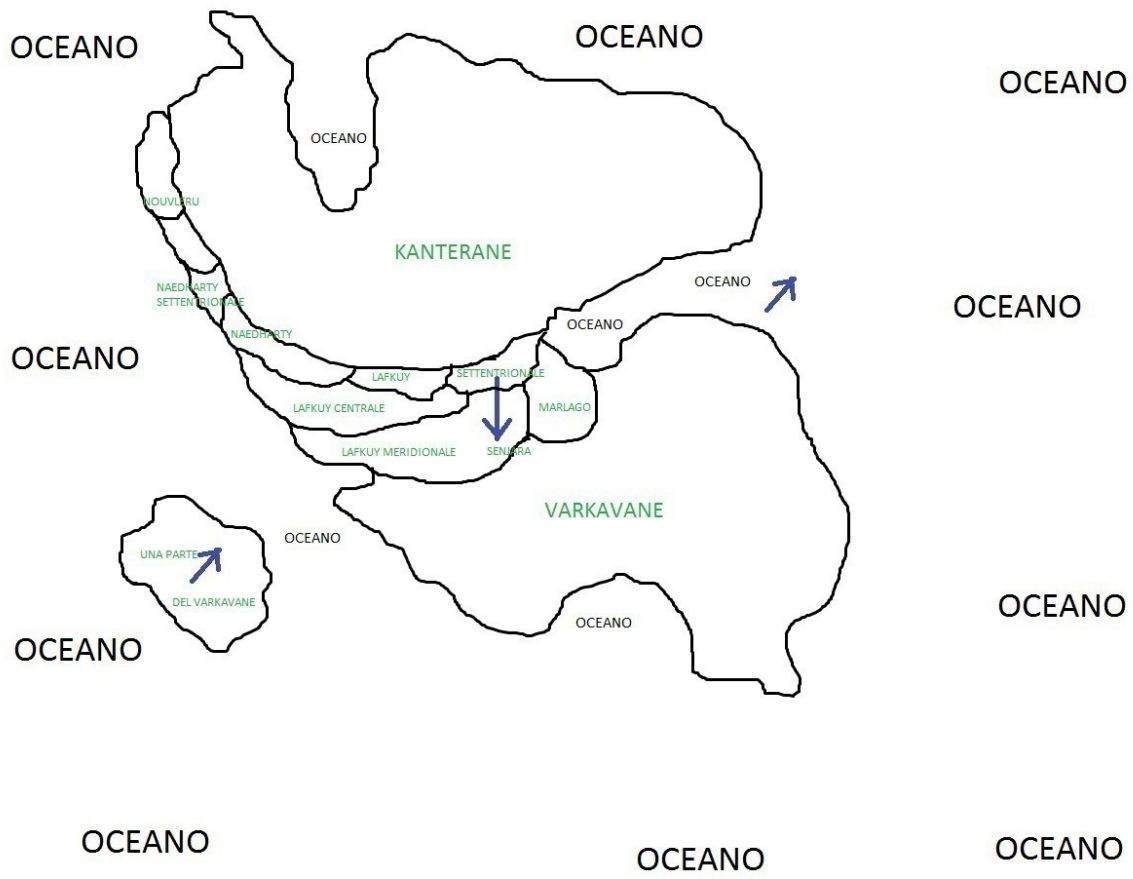 OCEANO
OCEANO
OCEANO
OCEANO
NOUVLERU
KANTERANE
OCEANO
NAEDHARTY
SETTENTRIONALE
OCEANO
OCEANO
NAEDHARTY
OCEANO
LAFKUY
SETTENTRIONALE
LAFKUY CENTRALE
MARLAGO
LAFKUY MERIDIONALE
SENJARA
VARKAVANE
OCEANO
UNA PARTE
DEL VARKAVANE
OCEANO
OCEANO
OCEANO
OCEANO
OCEANO
OCEANO